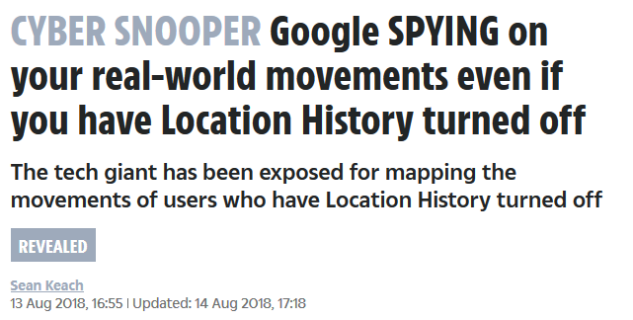 CYBER SNOOPER Google SPYING on
your real-world movements even if
you have Location History turned off
The tech giant has been exposed for mapping the
movements of users who have Location History turned off
REVEALED
Sean Keach
13 Aug 2018, 16:55 | Updated: 14 Aug 2018, 17:18